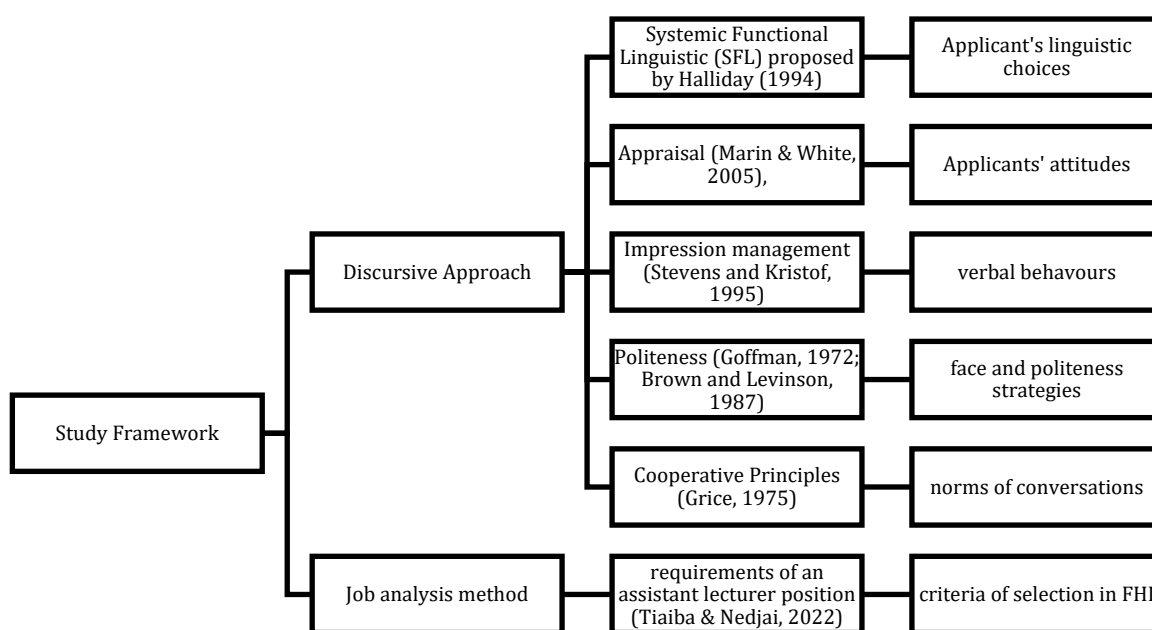 Study Framework
Discursive Approach
Systemic Functional
Linguistic (SFL) proposed
by Halliday (1994)
Applicant's linguistic
choices
Appraisal (Marin & White,
2005),
Applicants' attitudes
Impression management
(Stevens and Kristof,
1995)
verbal behavours
Politeness (Goffman, 1972;
Brown and Levinson,
1987)
face and politeness
strategies
Cooperative Principles
(Grice, 1975)
norms of conversations
Job analysis method
requirements of an
assistant lecturer position
(Tiaiba & Nedjai, 2022)
criteria of selection in